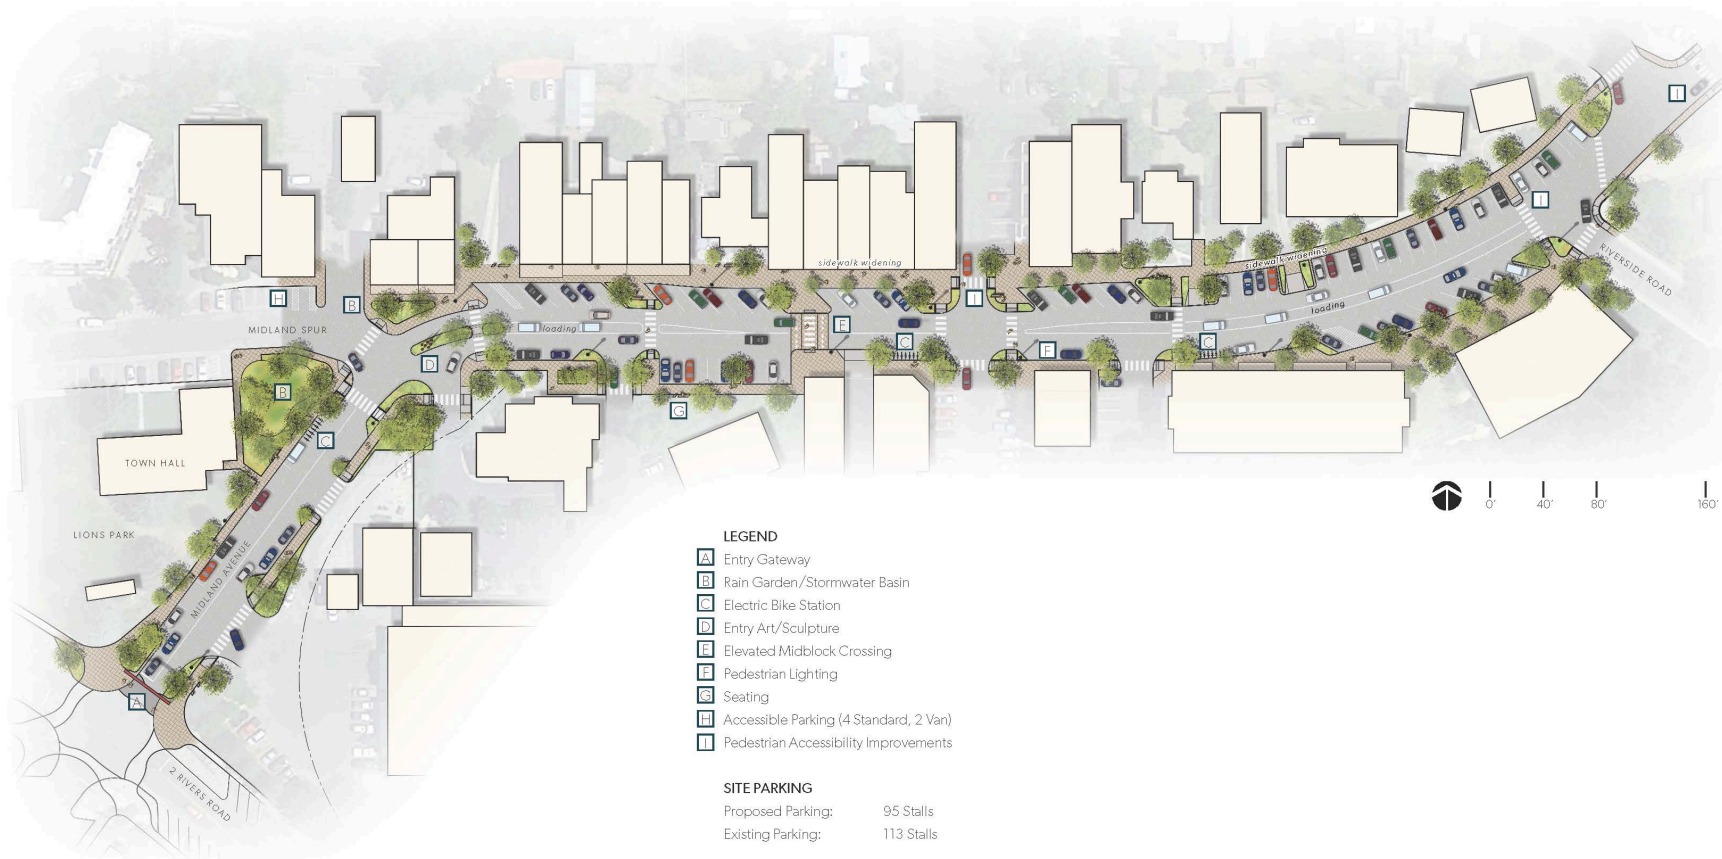 I
I
RIVERSIDE ROAD
sidewalk widening
sidewalk widening
H
B
I
loading
MIDLAND SPUR
E
loading
C
C
F
D
B
G
C
TOWN HALL
LIONS PARK
MIDLAND AVENUE
A
2 RIVERS ROAD
0' 40' 80' 160'
LEGEND
A Entry Gateway
B Rain Garden/Stormwater Basin
C Electric Bike Station
D Entry Art/Sculpture
E Elevated Midblock Crossing
F Pedestrian Lighting
G Seating
H Accessible Parking (4 Standard, 2 Van)
I Pedestrian Accessibility Improvements
SITE PARKING
Proposed Parking: 95 Stalls
Existing Parking: 113 Stalls